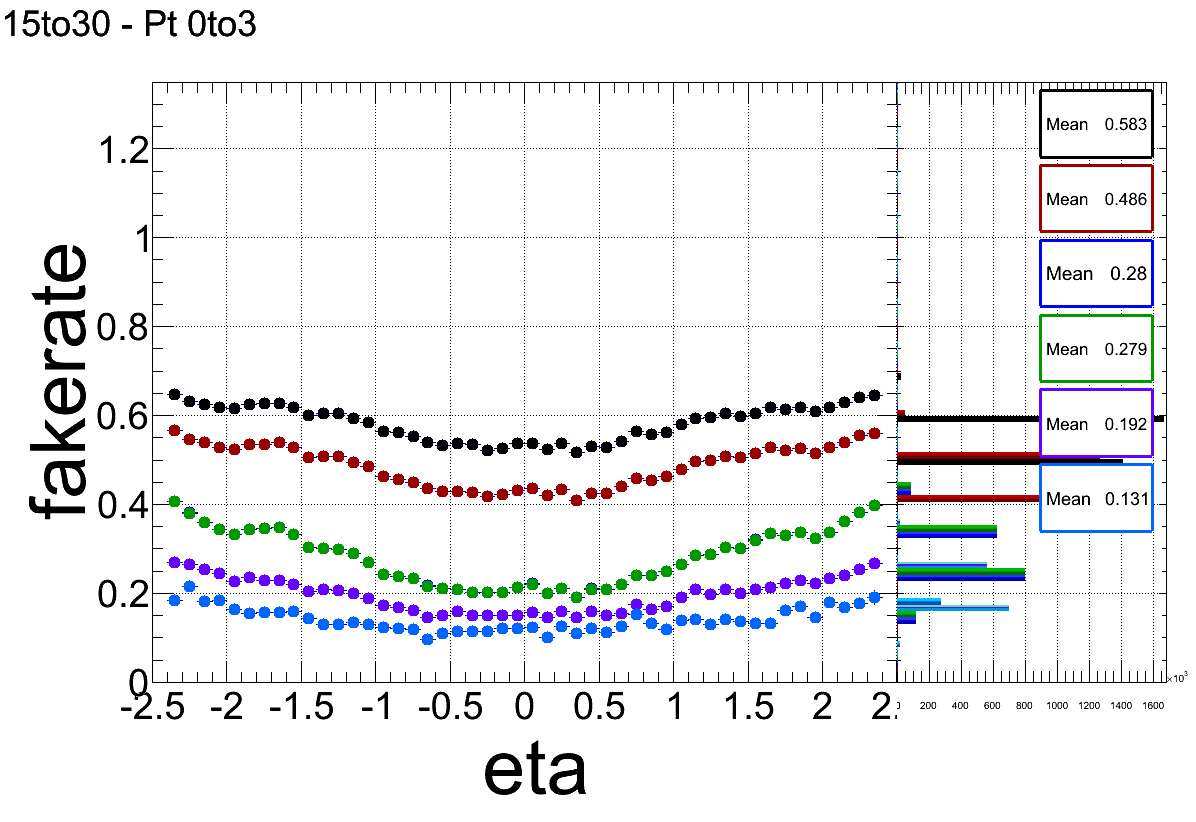 15to30 - Pt 0to3
fakerate
1.2
1
0.8
0.6
0.4
0.2
0
-2.5 -2 -1.5 -1 -0.5 0 0.5 1 1.5 2 2.
eta
Mean 0.583
Mean 0.486
Mean 0.28
Mean 0.279
Mean 0.192
Mean 0.131
×10³
200 400 600 800 1000 1200 1400 1600